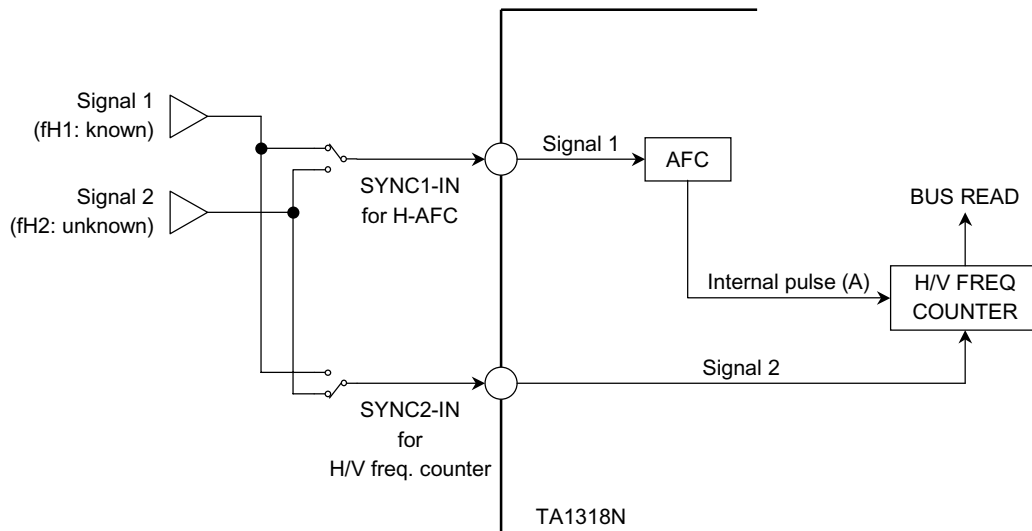 Signal 1
(fH1: known)
Signal 2
(fH2: unknown)
SYNC1-IN
for H-AFC
Signal 1
AFC
BUS READ
Internal pulse (A)
H/V FREQ
COUNTER
Signal 2
SYNC2-IN
for
H/V freq. counter
TA1318N